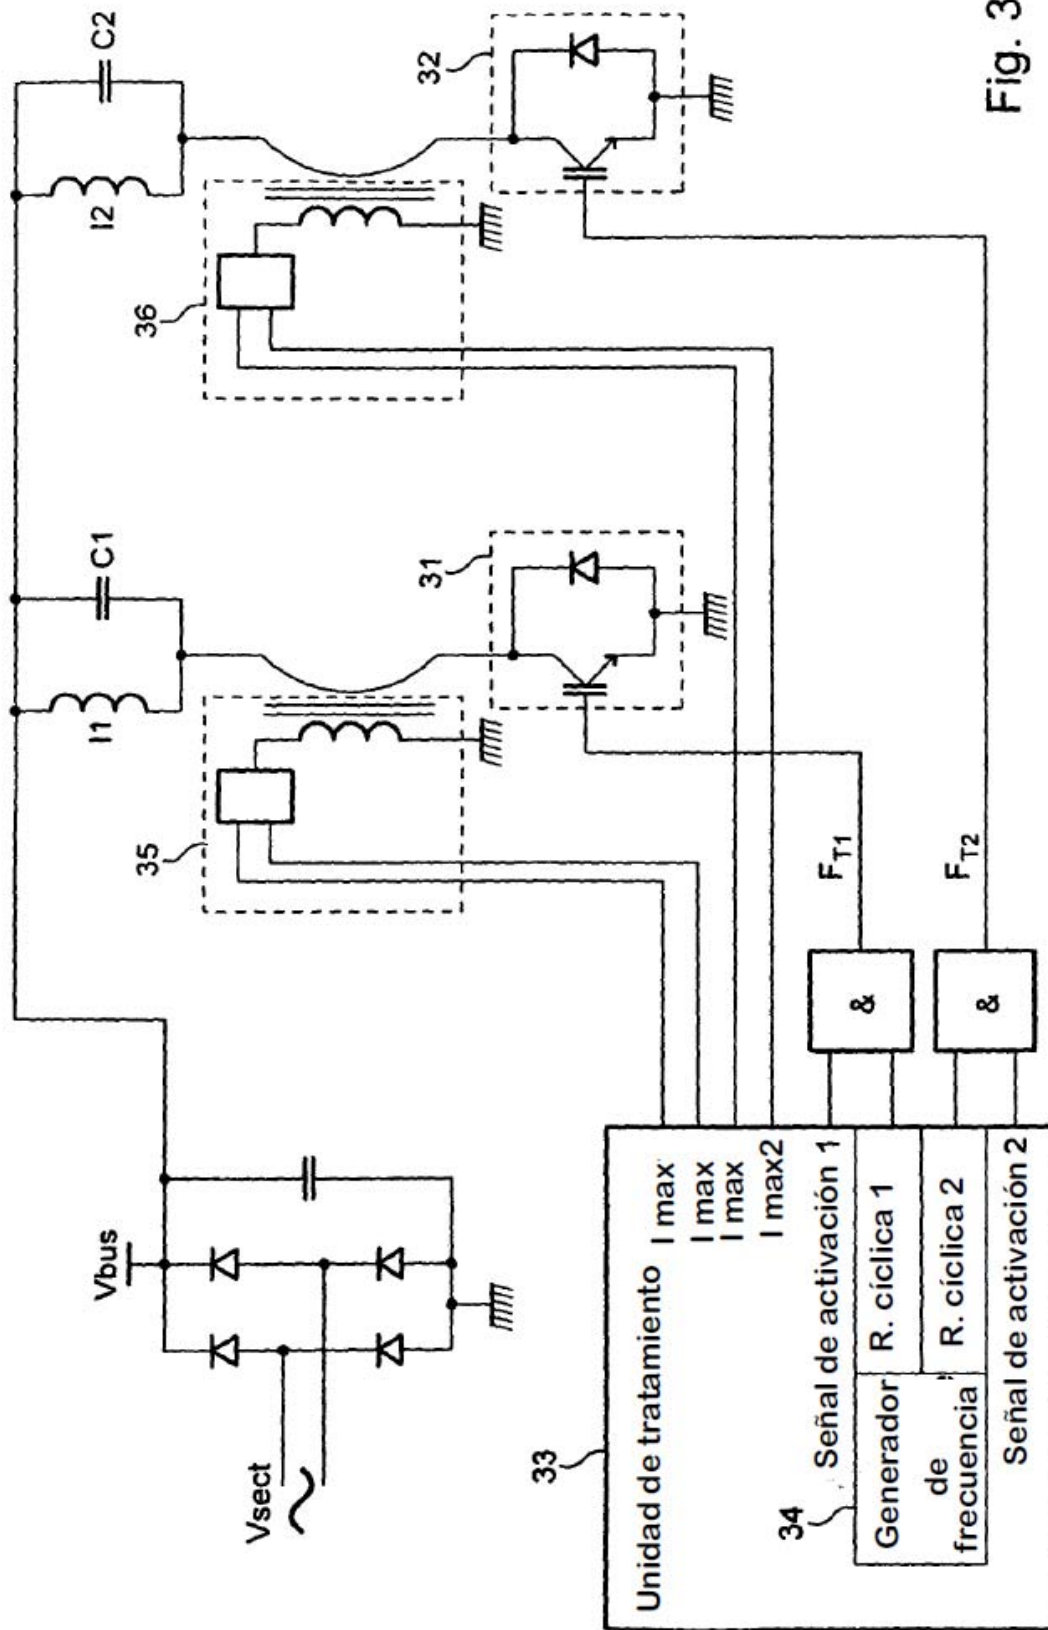 Vsect
Vbus
I1
C1
I2
C2
35
36
31
32
33
Unidad de tratamiento
I max
I max
I max
I max2
Señal de activación 1
34
Generador
de
frecuencia
R. cíclica 1
R. cíclica 2
Señal de activación 2
&
&
FT1
FT2
Fig. 3